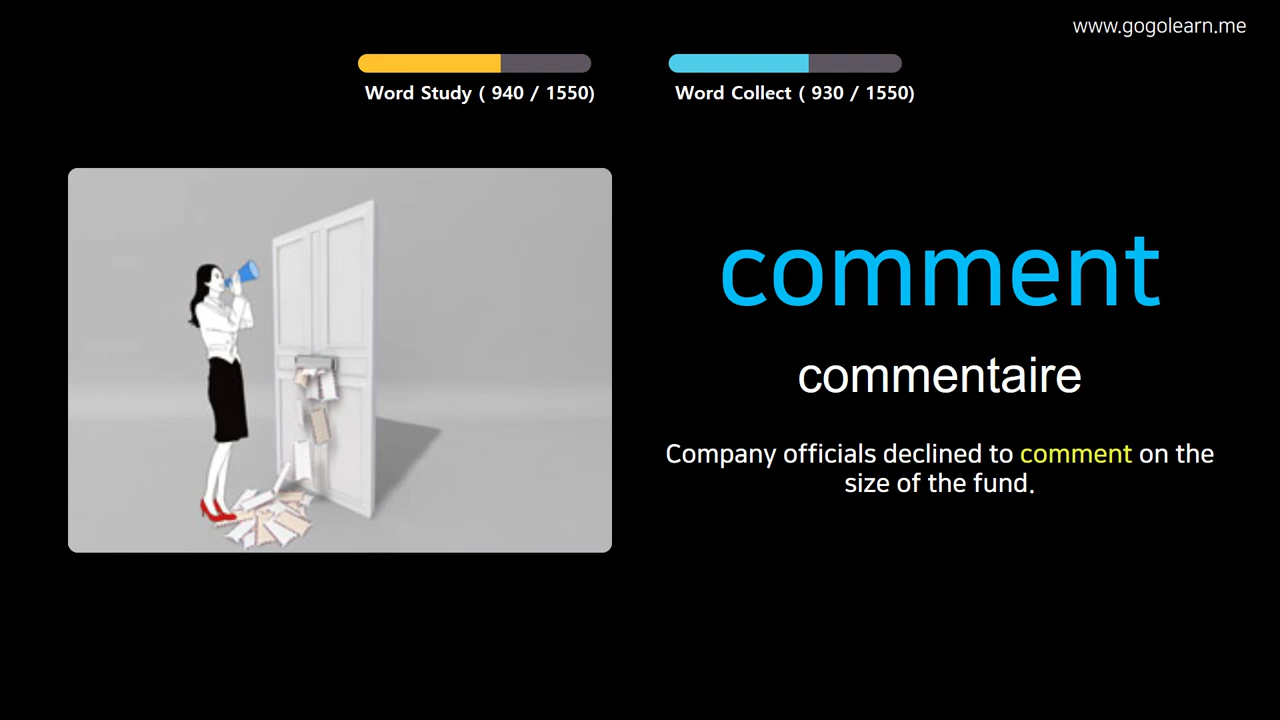 www.gogolearn.me
Word Study ( 940 / 1550)
Word Collect ( 930 / 1550)
comment
commentaire
Company officials declined to comment on the
size of the fund.